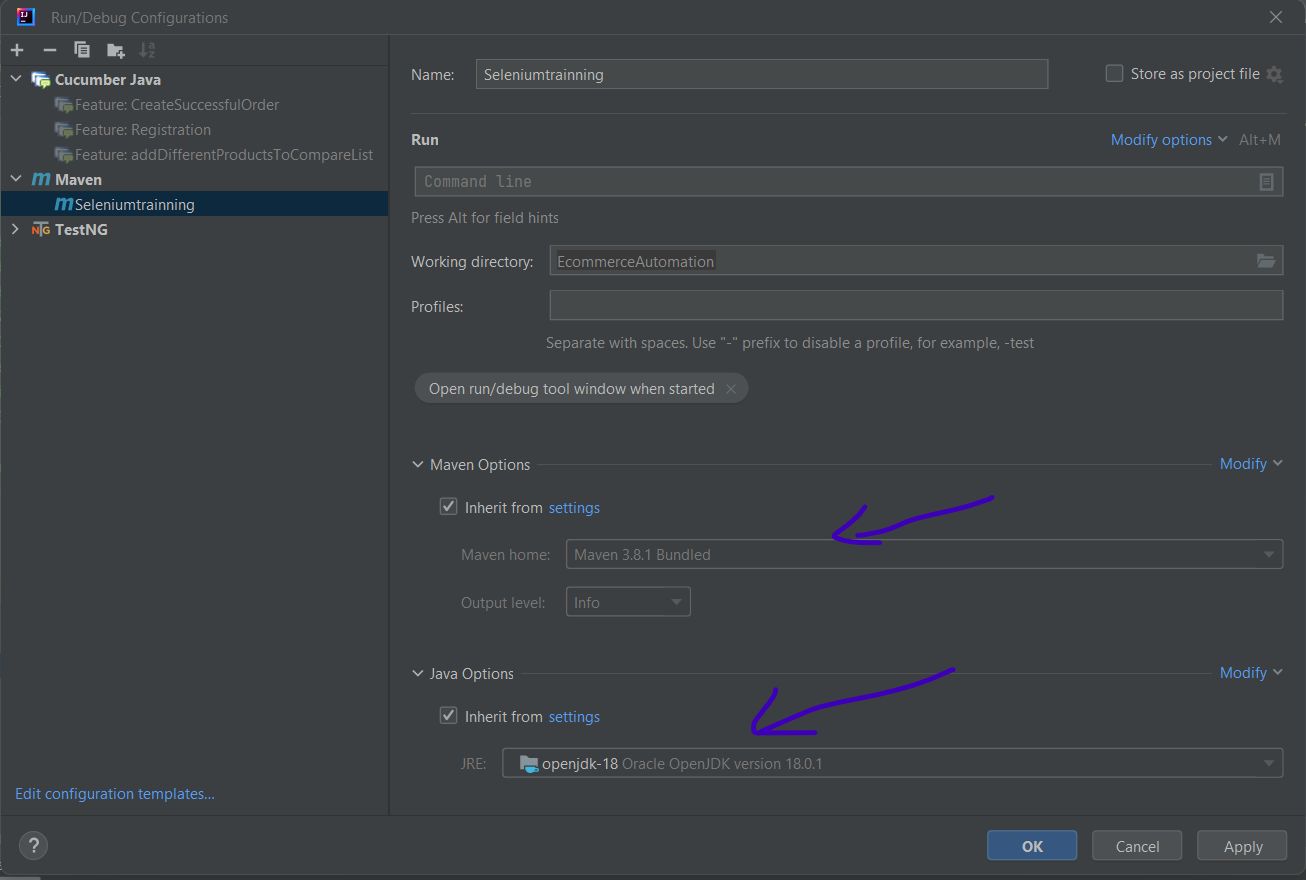 Run/Debug Configurations
Cucumber Java
Feature: CreateSuccessfulOrder
Feature: Registration
Feature: addDifferentProductsToCompareList
Maven
Seleniumtrainning
TestNG
Edit configuration templates...
Name: Seleniumtrainning
Store as project file
Run
Modify options Alt+M
Command line
Press Alt for field hints
Working directory: EcommerceAutomation
Profiles:
Separate with spaces. Use "-" prefix to disable a profile, for example, -test
Open run/debug tool window when started
Maven Options Modify
Inherit from settings
Maven home: Maven 3.8.1 Bundled
Output level: Info
Java Options Modify
Inherit from settings
JRE: openjdk-18 Oracle OpenJDK version 18.0.1
? OK Cancel Apply